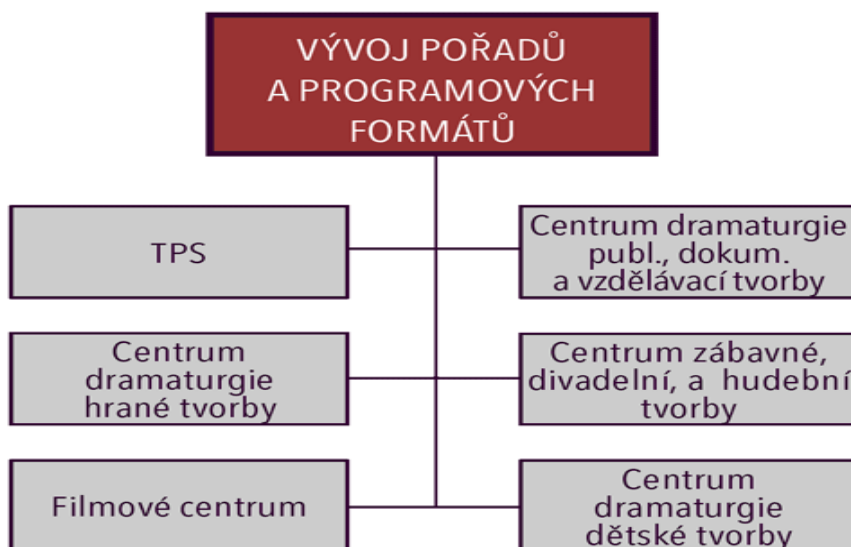 VÝVOJ POŘADŮ
A PROGRAMOVÝCH
FORMÁTŮ
TPS
Centrum dramaturgie
publ., dokum.
a vzdělávací tvorby
Centrum
dramaturgie
hrané tvorby
Centrum zábavné,
divadelní, a hudební
tvorby
Filmové centrum
Centrum
dramaturgie
dětské tvorby